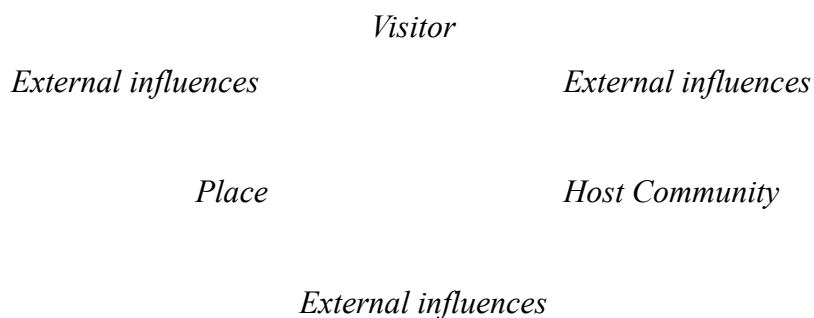 Visitor
External influences External influences
Place Host Community
External influences